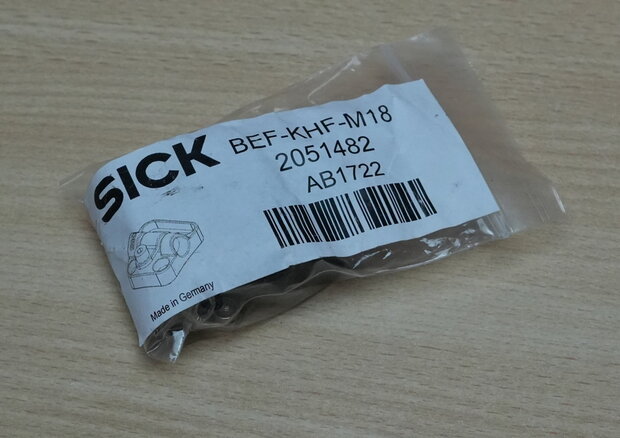 SICK
BEF-KHF-M18
2051482
AB1722
Made in Germany